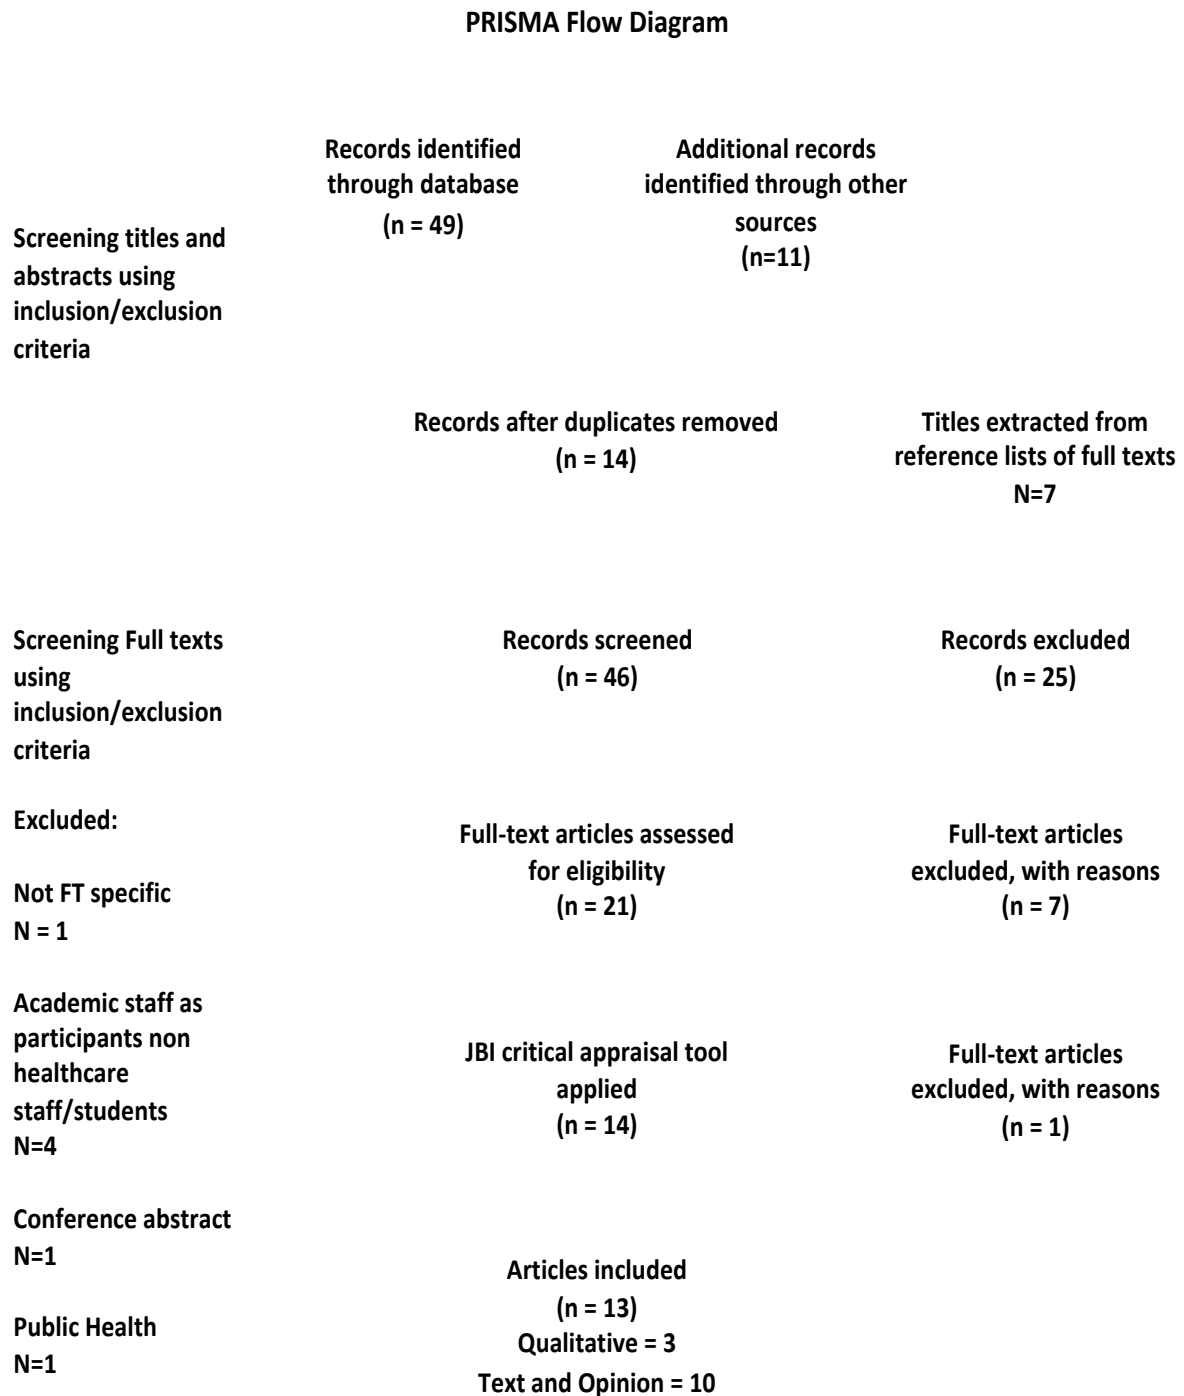 PRISMA Flow Diagram
Records identified
through database
(n = 49)
Additional records
identified through other
sources
(n=11)
Screening titles and
abstracts using
inclusion/exclusion
criteria
Records after duplicates removed
(n = 14)
Titles extracted from
reference lists of full texts
N=7
Screening Full texts
using
inclusion/exclusion
criteria
Records screened
(n = 46)
Records excluded
(n = 25)
Excluded:
Not FT specific
N = 1
Full-text articles assessed
for eligibility
(n = 21)
Full-text articles
excluded, with reasons
(n = 7)
Academic staff as
participants non
healthcare
staff/students
N=4
JBI critical appraisal tool
applied
(n = 14)
Full-text articles
excluded, with reasons
(n = 1)
Conference abstract
N=1
Public Health
N=1
Articles included
(n = 13)
Qualitative = 3
Text and Opinion = 10